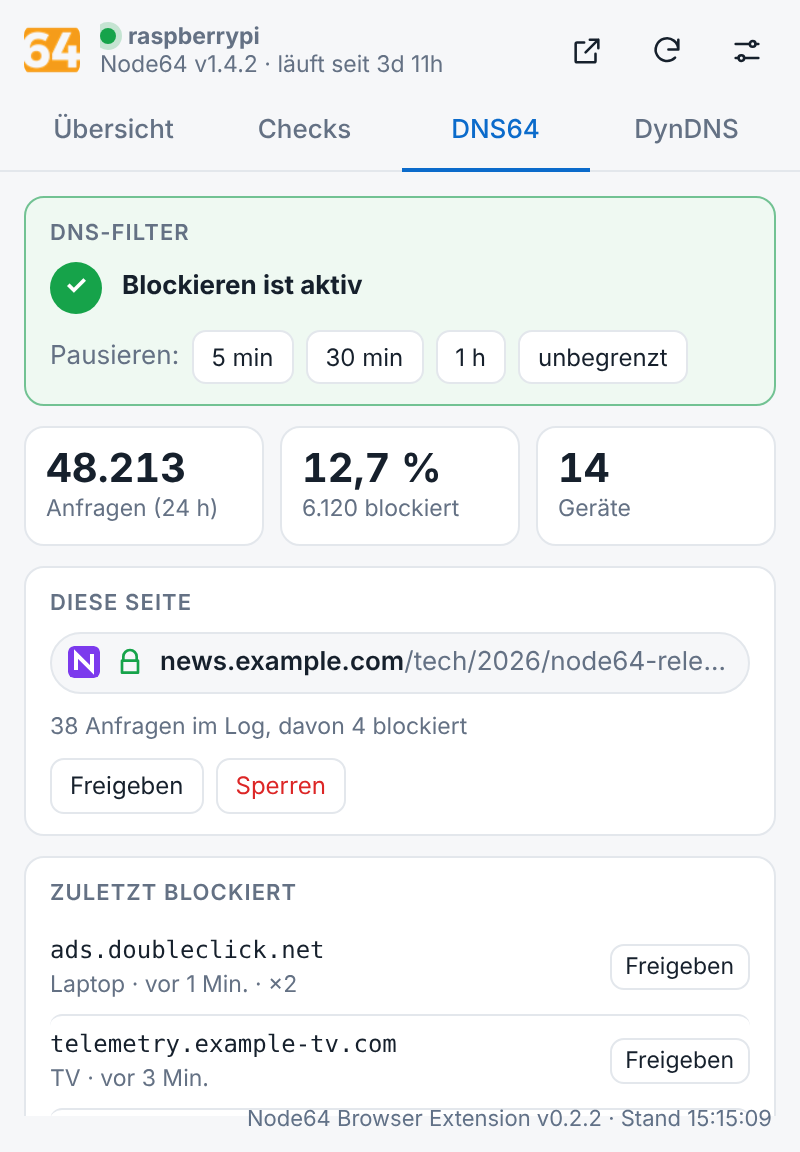 64 raspberrypi
Node64 v1.4.2 · läuft seit 3d 11h
Übersicht Checks DNS64 DynDNS
DNS-FILTER
Blockieren ist aktiv
Pausieren: 5 min 30 min 1 h unbegrenzt
48.213 12,7 % 14
Anfragen (24 h) 6.120 blockiert Geräte
DIESE SEITE
N news.example.com/tech/2026/node64-rele...
38 Anfragen im Log, davon 4 blockiert
Freigeben Sperren
ZULETZT BLOCKIERT
ads.doubleclick.net
Laptop · vor 1 Min. · ×2
Freigeben
telemetry.example-tv.com
TV · vor 3 Min.
Freigeben
Node64 Browser Extension v0.2.2 · Stand 15:15:09